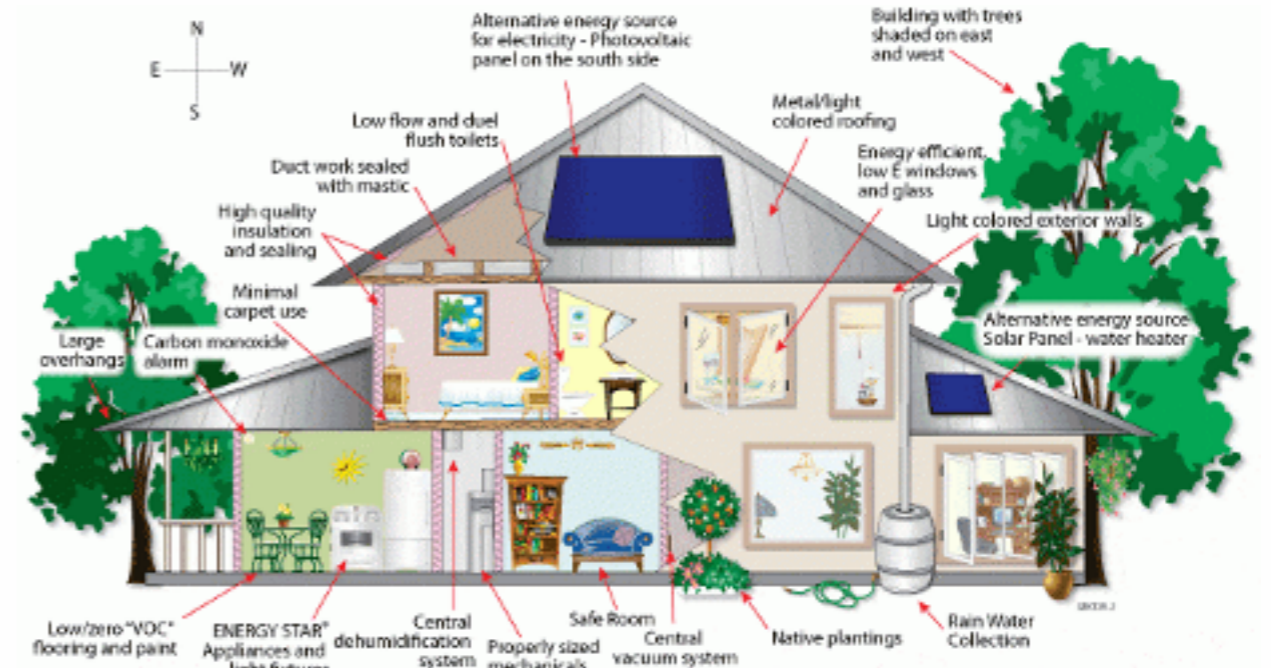 Alternative energy source
for electricity - Photovoltaic
panel on the south side
Building with trees
shaded on east
and west
N
E
W
S
Low flow and duel
flush toilets
Metal/light
colored roofing
Duct work sealed
with mastic
Energy efficient,
low E windows
and glass
High quality
insulation
and sealing
Light colored exterior walls
Minimal
carpet use
Alternative energy source
Solar Panel - water heater
Large
overhangs
Carbon monoxide
alarm
Low/zero "VOC"
flooring and paint
ENERGY STAR®
Appliances and
light fixtures
Central
dehumidification
system
Properly sized
mechanicals
Safe Room
Central
vacuum system
Native plantings
Rain Water
Collection